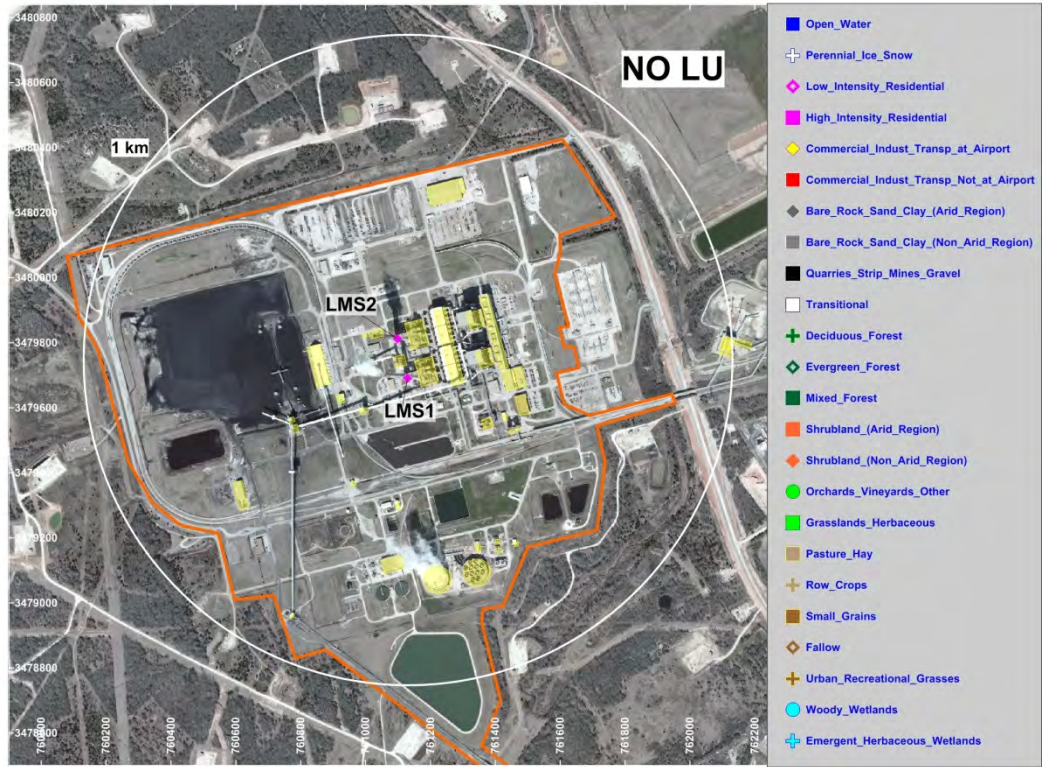 3480800
NO LU
3480600
1 km
3480400
3480200
3480000
LMS2
3479800
LMS1
3479600
3479400
3479200
3479000
3478800
760000
760200
760400
760600
760800
761000
761200
761400
761600
761800
762000
762200
Open_Water
Perennial_Ice_Snow
Low_Intensity_Residential
High_Intensity_Residential
Commercial_Indust_Transp_at_Airport
Commercial_Indust_Transp_Not_at_Airport
Bare_Rock_Sand_Clay_(Arid_Region)
Bare_Rock_Sand_Clay_(Non_Arid_Region)
Quarries_Strip_Mines_Gravel
Transitional
Deciduous_Forest
Evergreen_Forest
Mixed_Forest
Shrubland_(Arid_Region)
Shrubland_(Non_Arid_Region)
Orchards_Vineyards_Other
Grasslands_Herbaceous
Pasture_Hay
Row_Crops
Small_Grains
Fallow
Urban_Recreational_Grasses
Woody_Wetlands
Emergent_Herbaceous_Wetlands